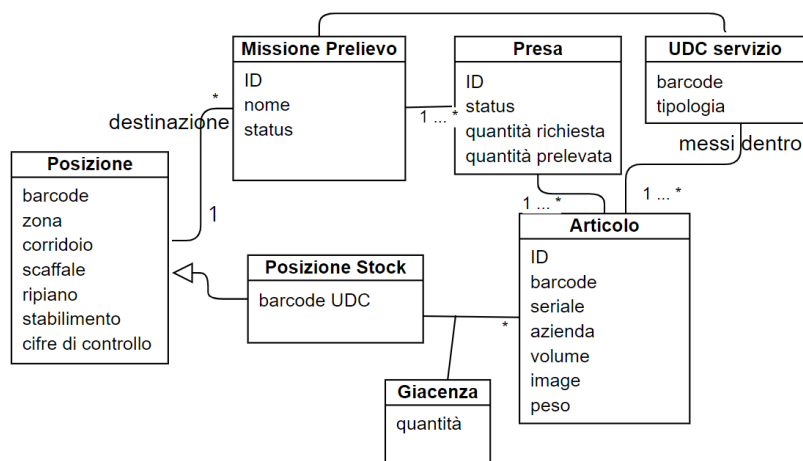 Missione Prelievo
ID
nome
status
Presa
ID
status
quantità richiesta
quantità prelevata
UDC servizio
barcode
tipologia
*
destinazione
1 ... *
messi dentro
Posizione
barcode
zona
corridoio
scaffale
ripiano
stabilimento
cifre di controllo
1
1 ... *
1 ... *
Posizione Stock
barcode UDC
*
Articolo
ID
barcode
seriale
azienda
volume
image
peso
Giacenza
quantità